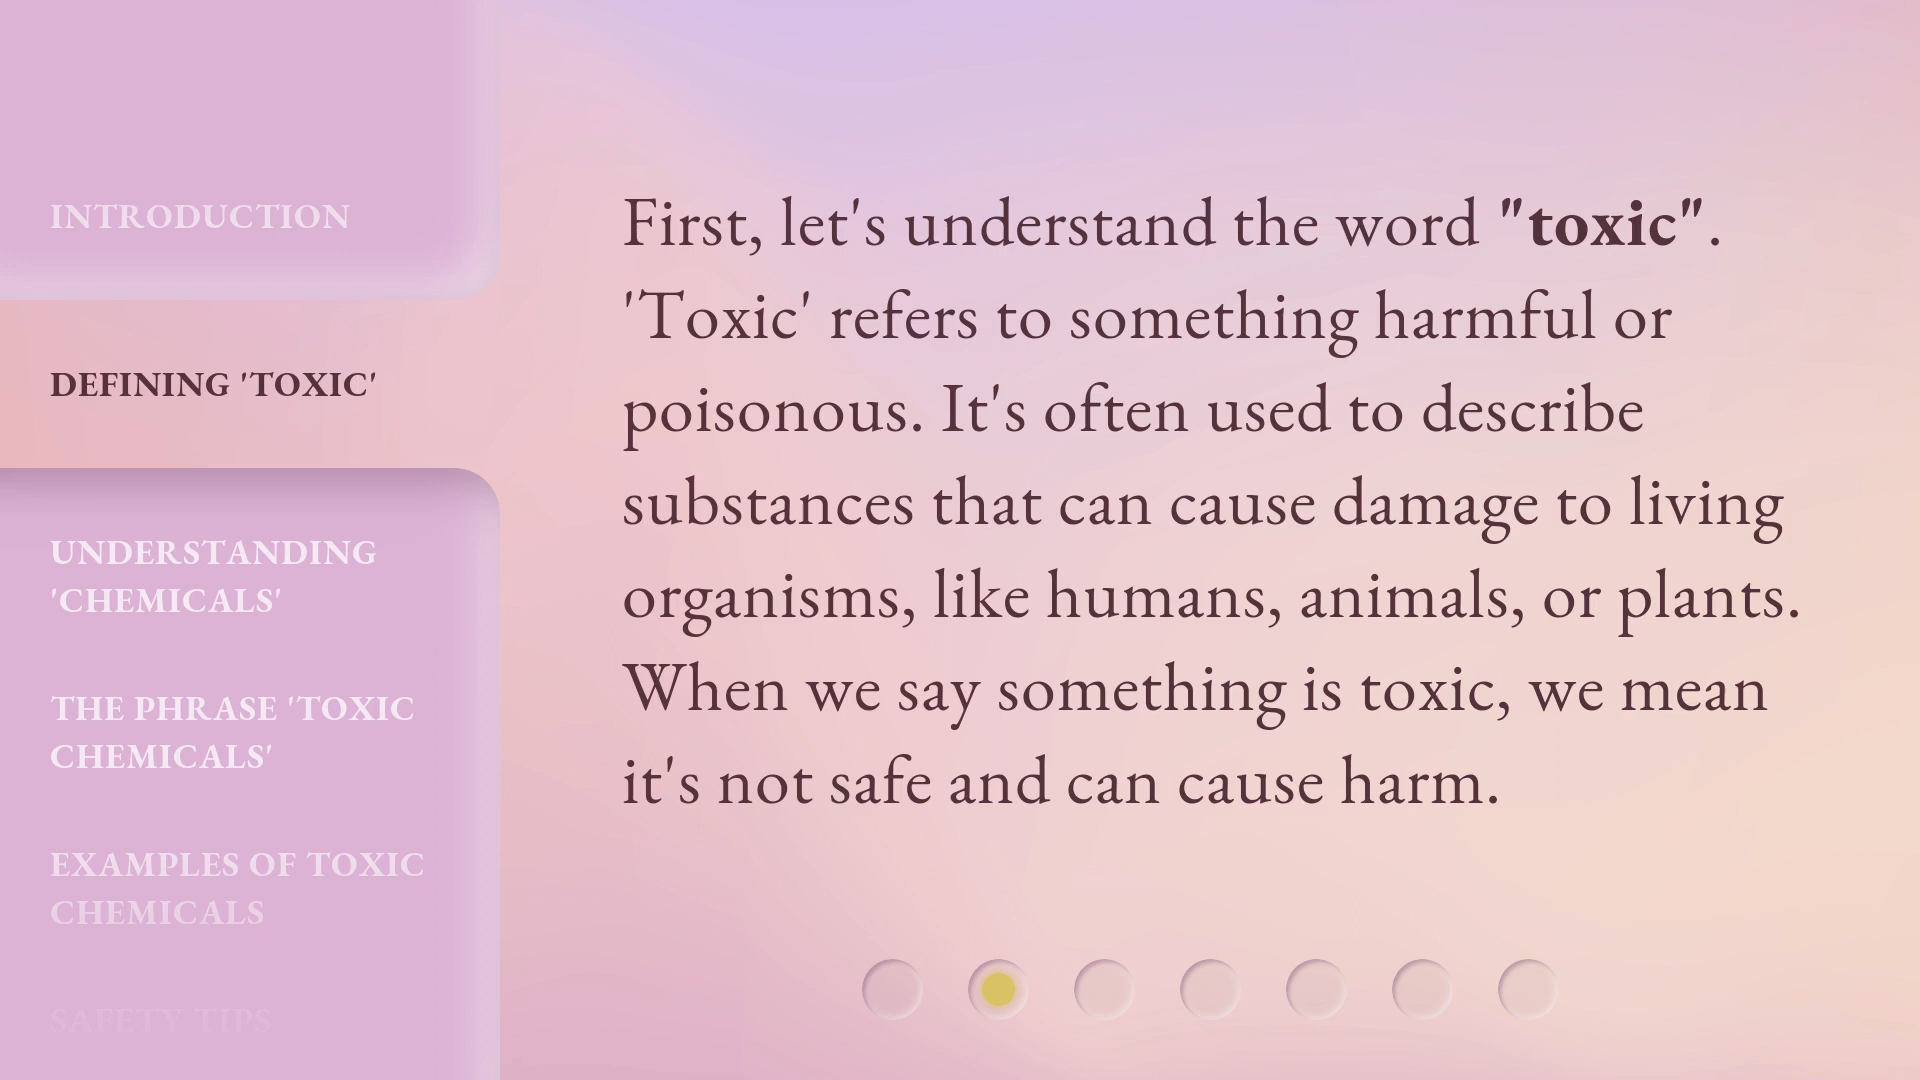 INTRODUCTION
DEFINING 'TOXIC'
UNDERSTANDING
'CHEMICALS'
THE PHRASE 'TOXIC
CHEMICALS'
EXAMPLES OF TOXIC
CHEMICALS
SAFETY TIPS
First, let's understand the word "toxic".
'Toxic' refers to something harmful or
poisonous. It's often used to describe
substances that can cause damage to living
organisms, like humans, animals, or plants.
When we say something is toxic, we mean
it's not safe and can cause harm.